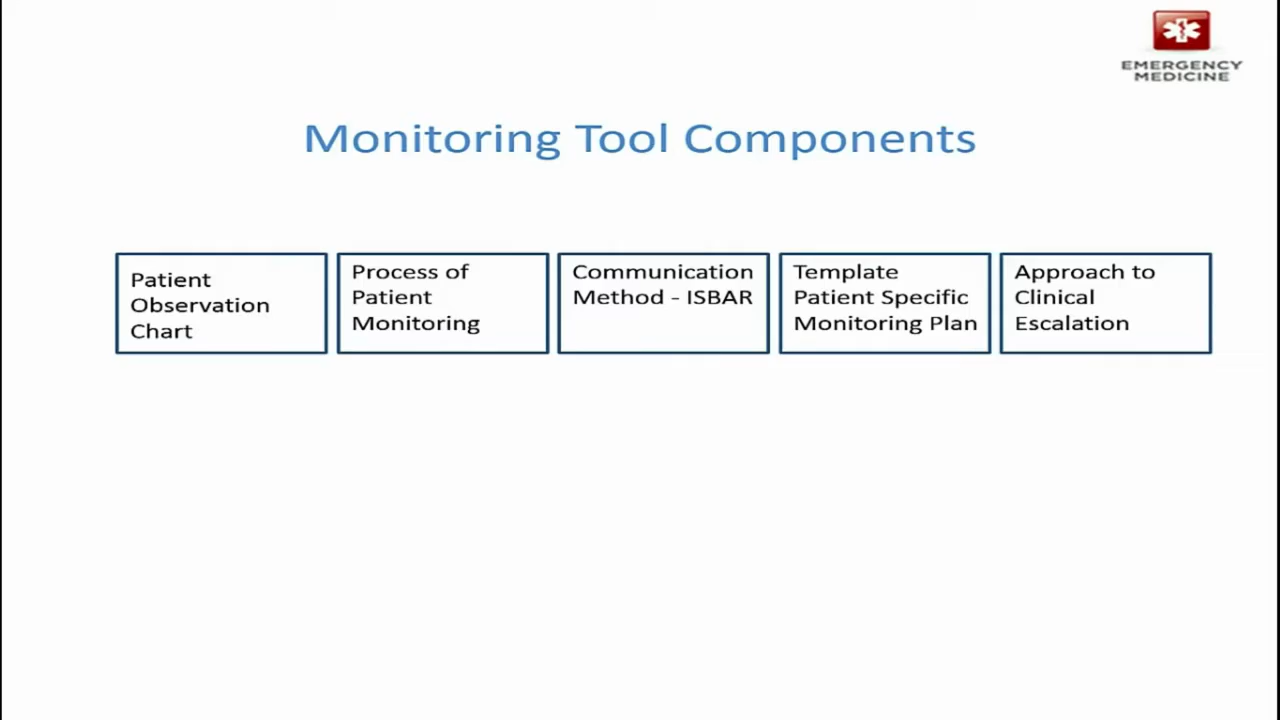 EMERGENCY
MEDICINE
Monitoring Tool Components
Patient
Observation
Chart
Process of
Patient
Monitoring
Communication
Method - ISBAR
Template
Patient Specific
Monitoring Plan
Approach to
Clinical
Escalation